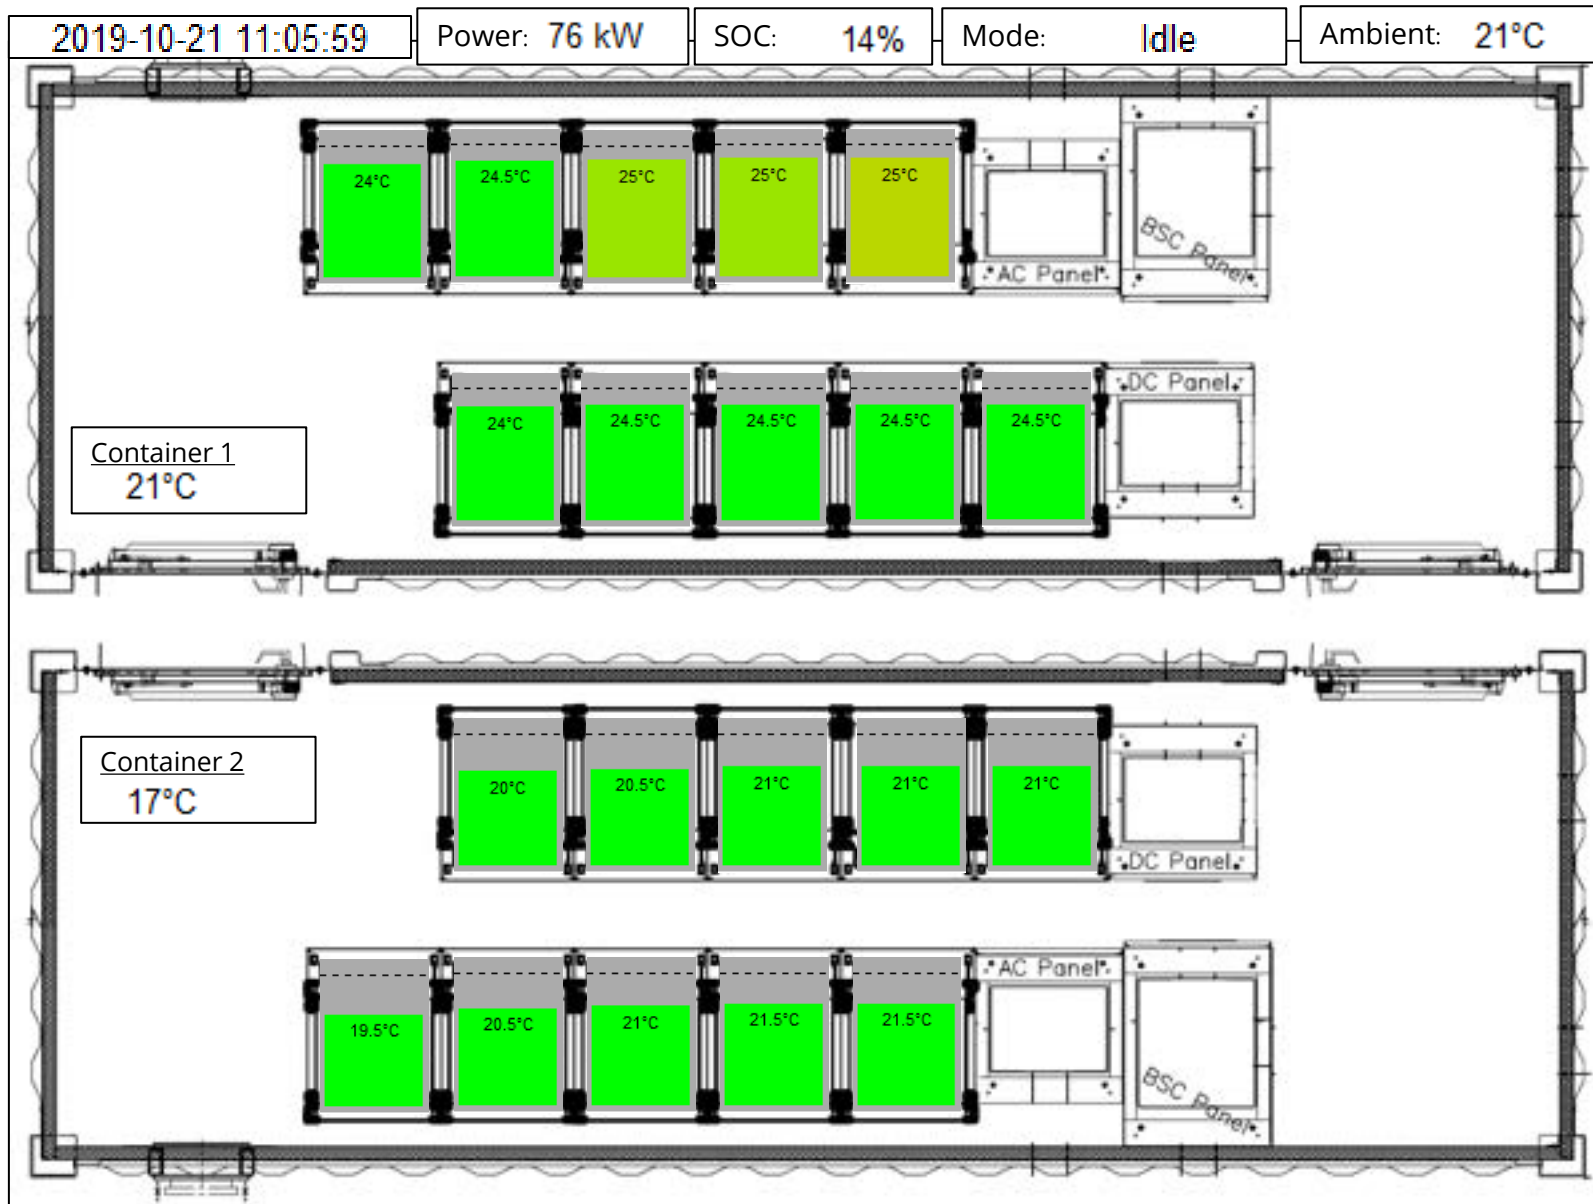 2019-10-21 11:05:59
Power: 76 kW
SOC: 14%
Mode: Idle
Ambient: 21°C
24°C 24.5°C 25°C 25°C 25°C
AC Panel
BSC Panel
Container 1
21°C
24°C 24.5°C 24.5°C 24.5°C 24.5°C
DC Panel
Container 2
17°C
20°C 20.5°C 21°C 21°C 21°C
DC Panel
19.5°C 20.5°C 21°C 21.5°C 21.5°C
AC Panel
BSC Panel